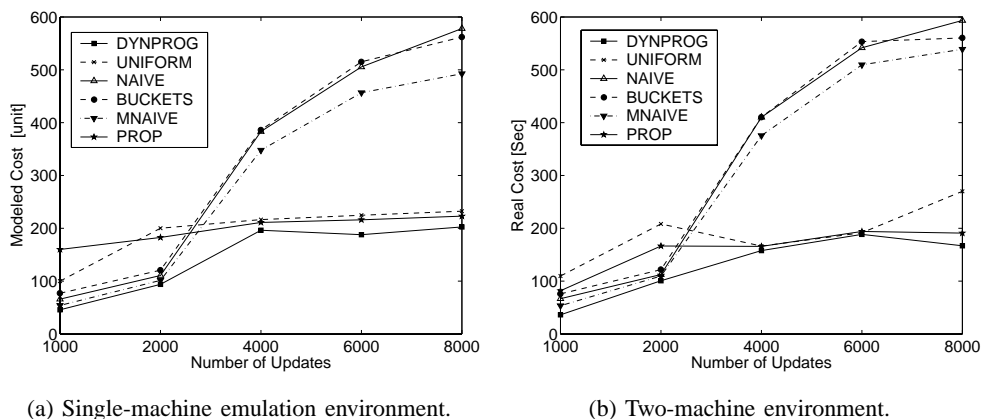 600
500
400
300
200
100
0
Modeled Cost [unit]
DYNPROG
UNIFORM
NAIVE
BUCKETS
MNAIVE
PROP
1000 2000 4000 6000 8000
Number of Updates
(a) Single-machine emulation environment.
600
500
400
300
200
100
0
Real Cost [Sec]
DYNPROG
UNIFORM
NAIVE
BUCKETS
MNAIVE
PROP
1000 2000 4000 6000 8000
Number of Updates
(b) Two-machine environment.